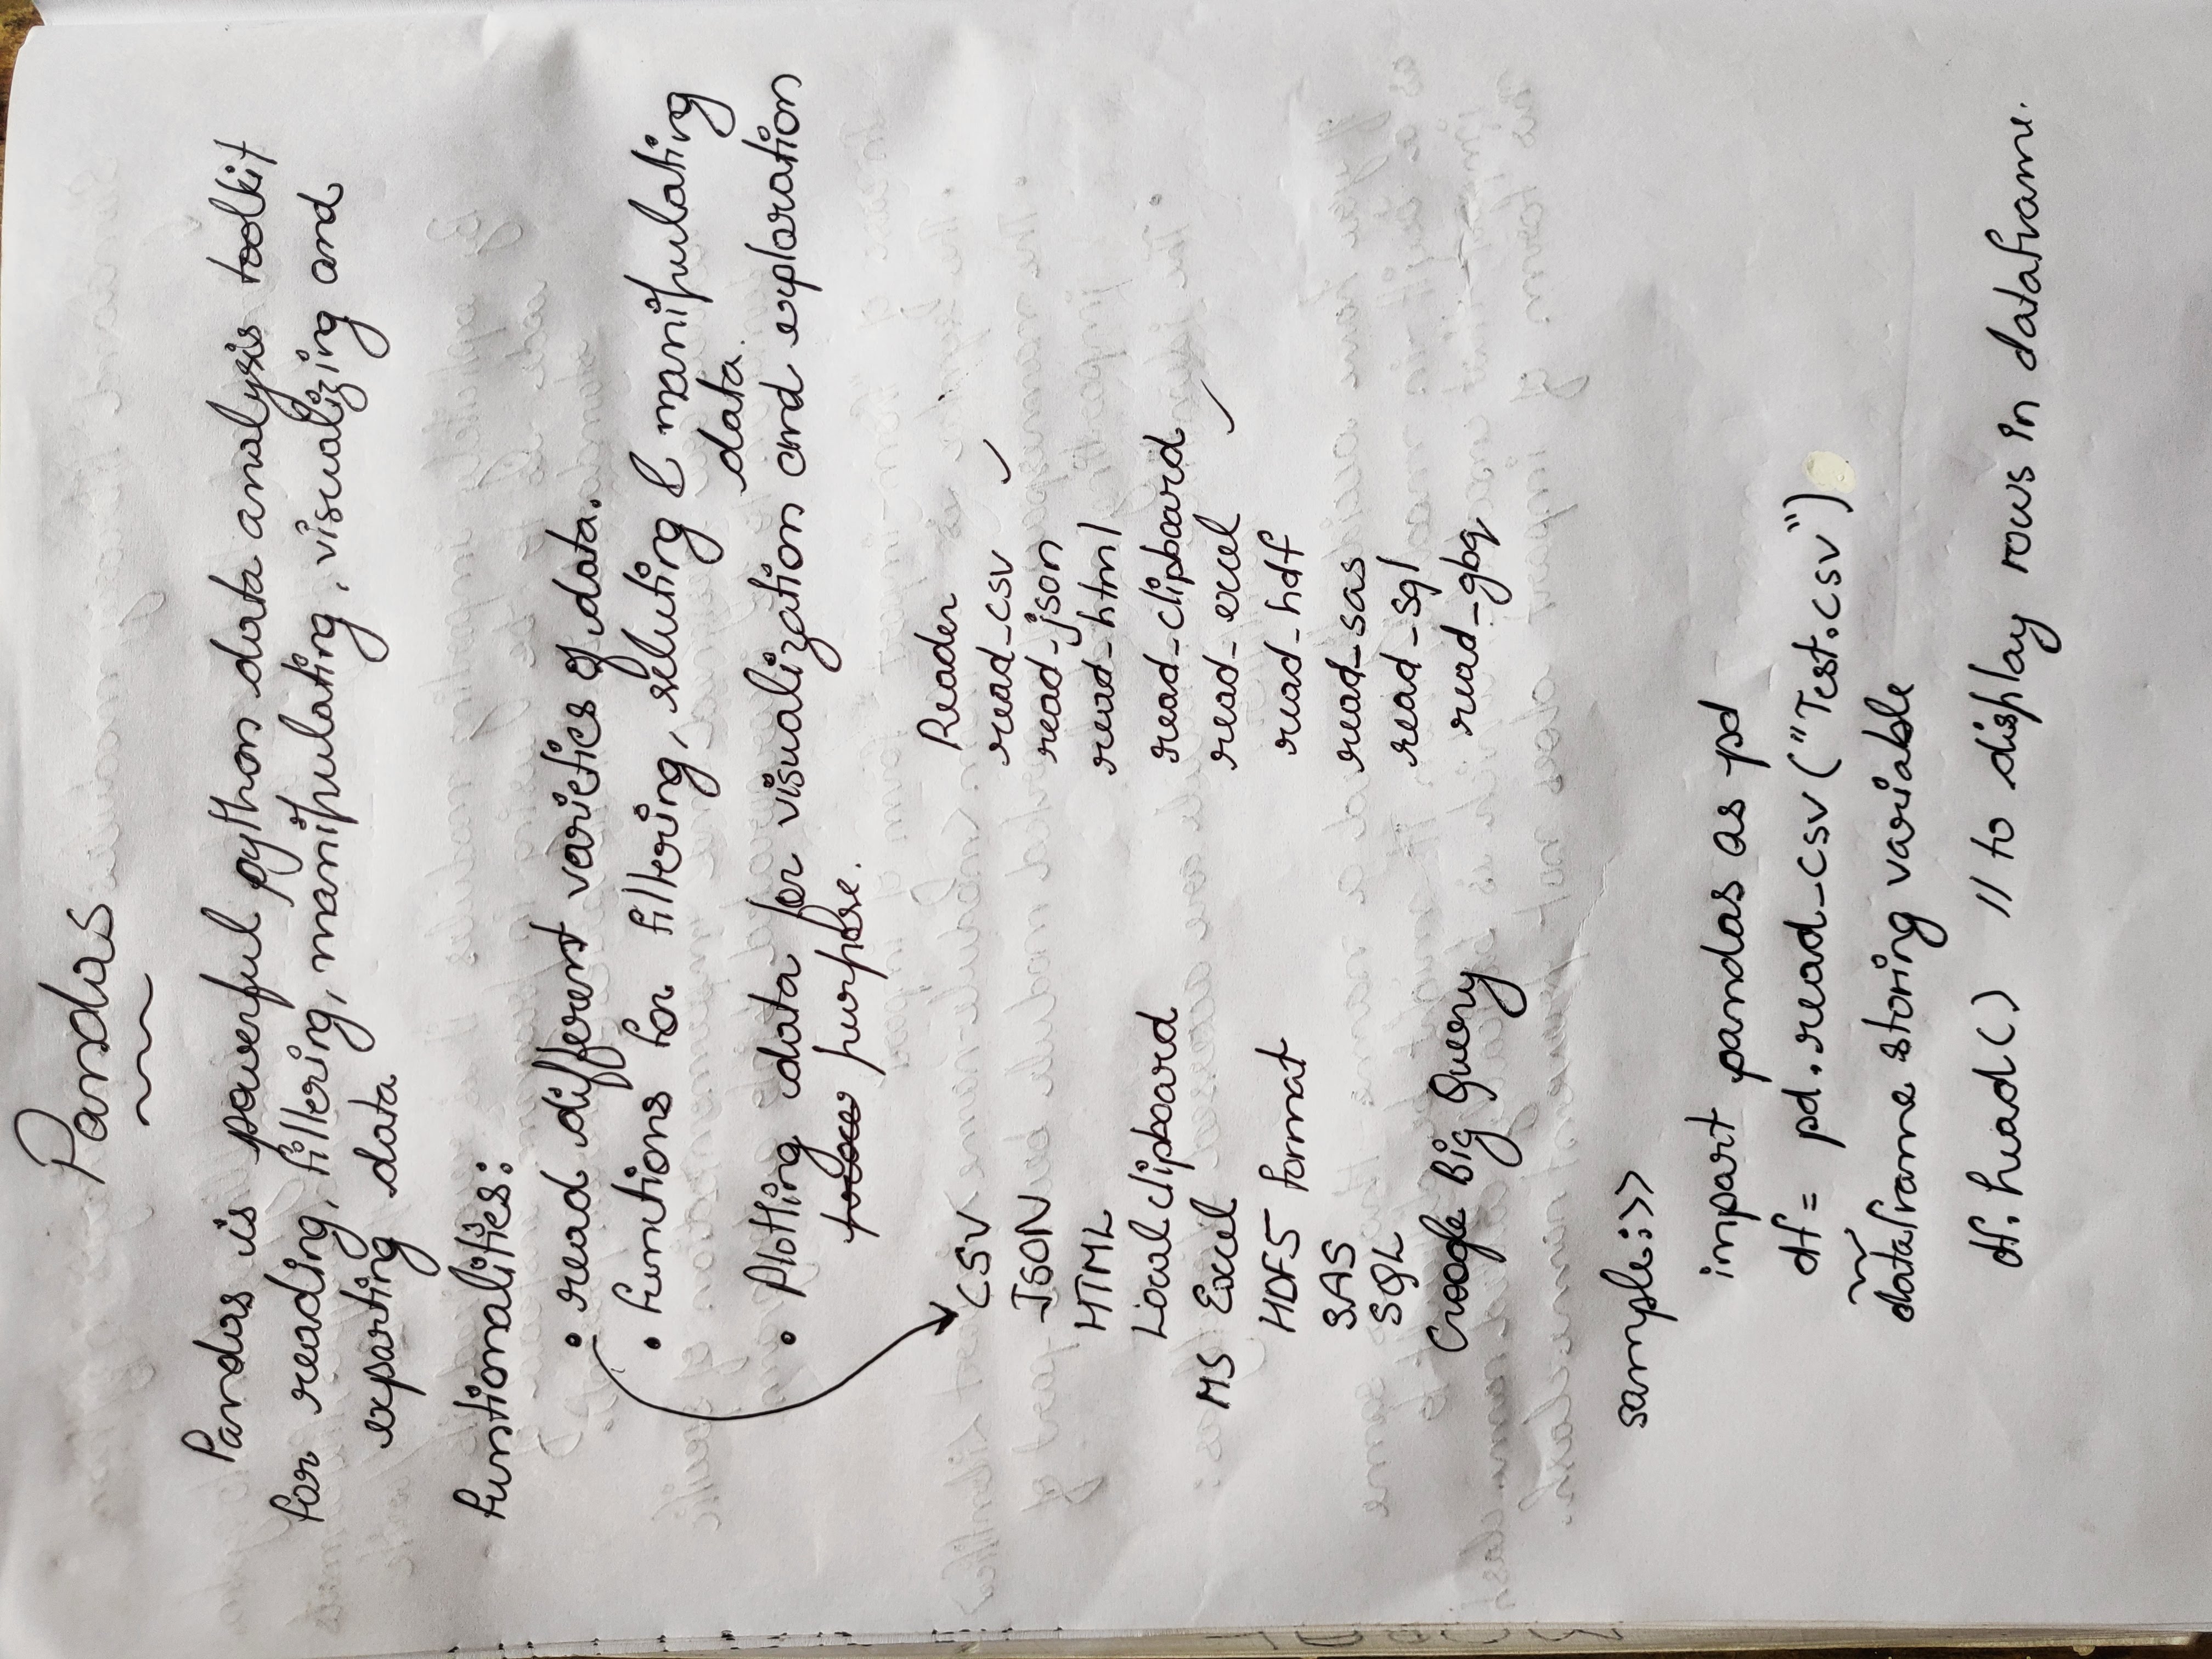 Pandas
Pandas is powerful python data analysis toolkit
for reading, filtering, manipulating, visualizing and
exporting data
funtionalities:
• read different varieties of data.
• functions for filtering, seluting & manipulating
data.
• Plotting data for visualization and exploration
purpose.
Reader
CSV read_csv ✓
JSON read_json
HTML read_html
Local clipboard read_clipboard
MS Excel read_excel ✓
HDF5 format read_hdf
SAS read_sas
SQL read_sql
Google Big Query read_gbq
sample:>>
import pandas as pd
df = pd.read_csv("Test.csv")
dataframe storing variable
df.head() // to display rows in dataframe.